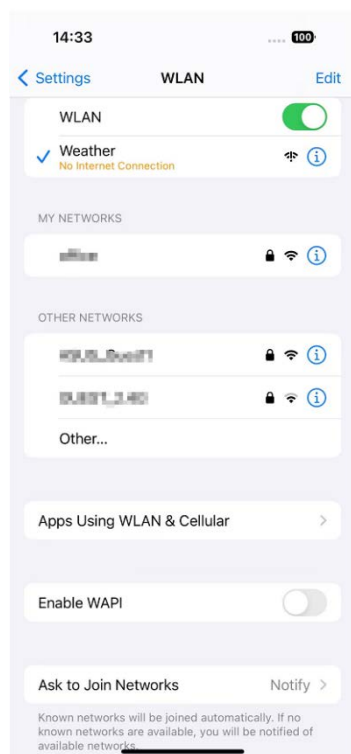 14:33
100
Settings
WLAN
Edit
WLAN
Weather
No Internet Connection
MY NETWORKS
OTHER NETWORKS
Other...
Apps Using WLAN & Cellular
Enable WAPI
Ask to Join Networks
Notify
Known networks will be joined automatically. If no
known networks are available, you will be notified of
available networks.